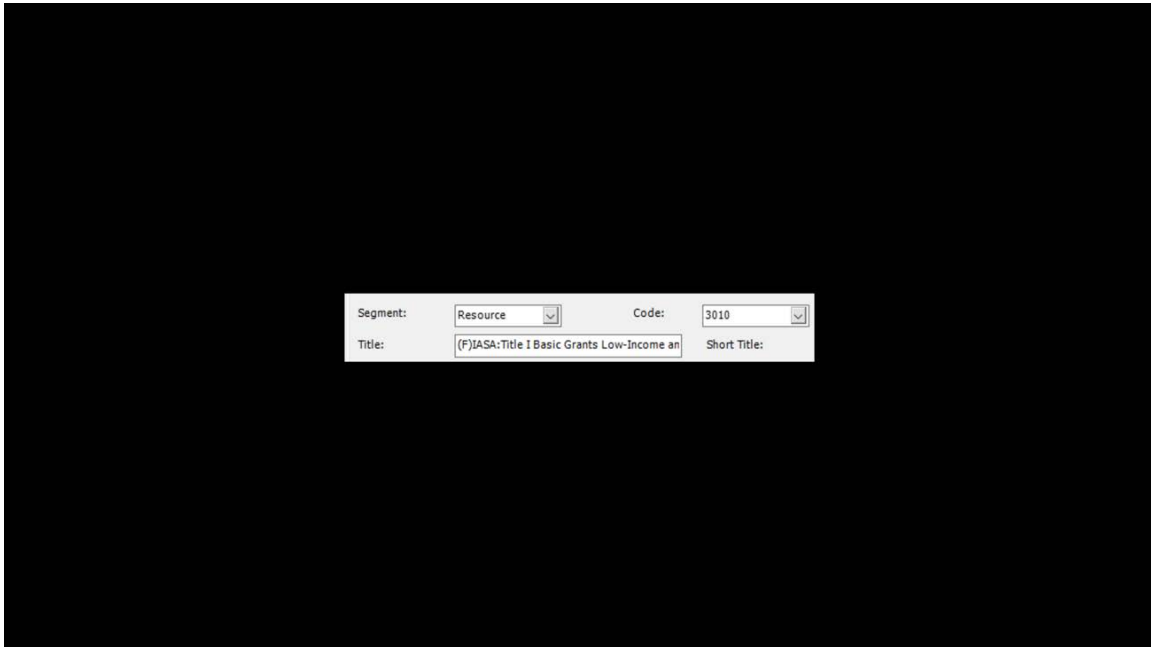 Segment: Resource Code: 3010
Title: (F)IASA:Title I Basic Grants Low-Income an Short Title: